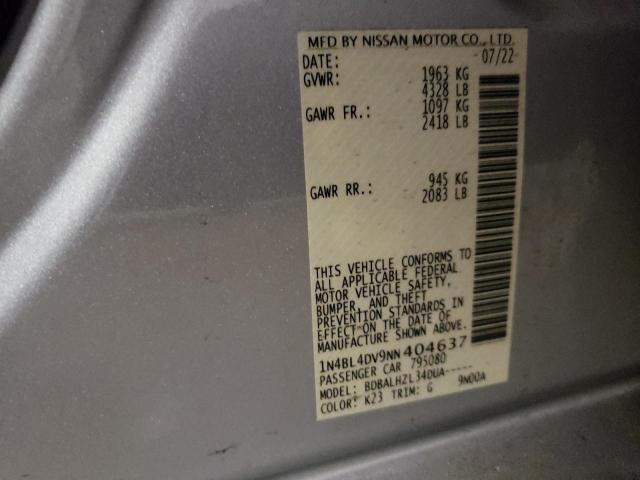 MFD BY NISSAN MOTOR CO., LTD.
DATE: 07/22
GVWR: 1963 KG
4328 LB
GAWR FR.: 1097 KG
2418 LB
GAWR RR.: 945 KG
2083 LB
THIS VEHICLE CONFORMS TO
ALL APPLICABLE FEDERAL
MOTOR VEHICLE SAFETY,
BUMPER, AND THEFT
PREVENTION STANDARDS IN
EFFECT ON THE DATE OF
MANUFACTURE SHOWN ABOVE.
1N4BL4DV9NN404637
PASSENGER CAR 795080
MODEL: BDBALHZL34DUA-----
COLOR: K23 TRIM: G 9N00A